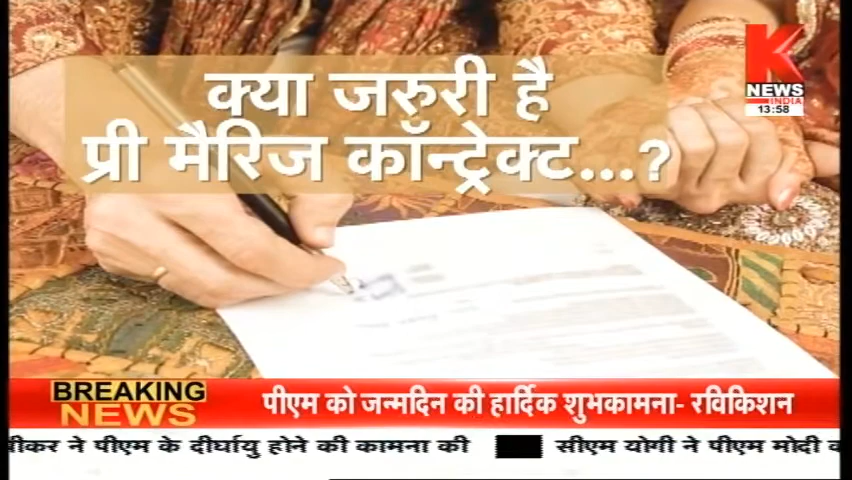 क्या जरुरी है
प्री मैरिज कॉन्ट्रेक्ट...?
K
NEWS
INDIA
13:58
BREAKING
NEWS
पीएम को जन्मदिन की हार्दिक शुभकामना- रविकिशन
ने पीएम के दीर्घायु होने की कामना की
सीएम योगी ने पीएम मोदी